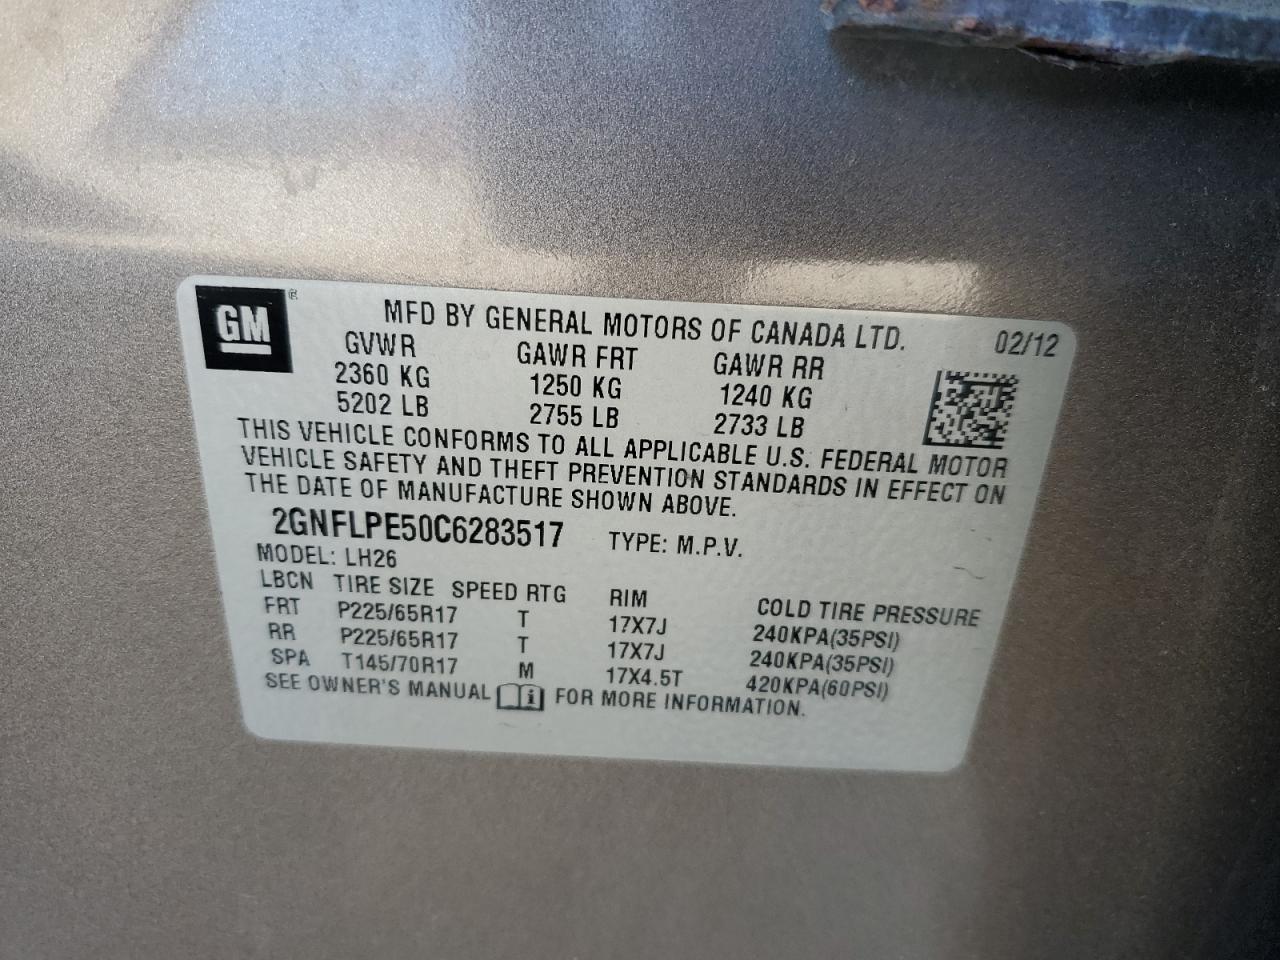 GM ®
MFD BY GENERAL MOTORS OF CANADA LTD. 02/12
GVWR GAWR FRT GAWR RR
2360 KG 1250 KG 1240 KG
5202 LB 2755 LB 2733 LB
THIS VEHICLE CONFORMS TO ALL APPLICABLE U.S. FEDERAL MOTOR
VEHICLE SAFETY AND THEFT PREVENTION STANDARDS IN EFFECT ON
THE DATE OF MANUFACTURE SHOWN ABOVE.
2GNFLPE50C6283517 TYPE: M.P.V.
MODEL: LH26
LBCN TIRE SIZE SPEED RTG RIM COLD TIRE PRESSURE
FRT P225/65R17 T 17X7J 240KPA(35PSI)
RR P225/65R17 T 17X7J 240KPA(35PSI)
SPA T145/70R17 M 17X4.5T 420KPA(60PSI)
SEE OWNER'S MANUAL i FOR MORE INFORMATION.